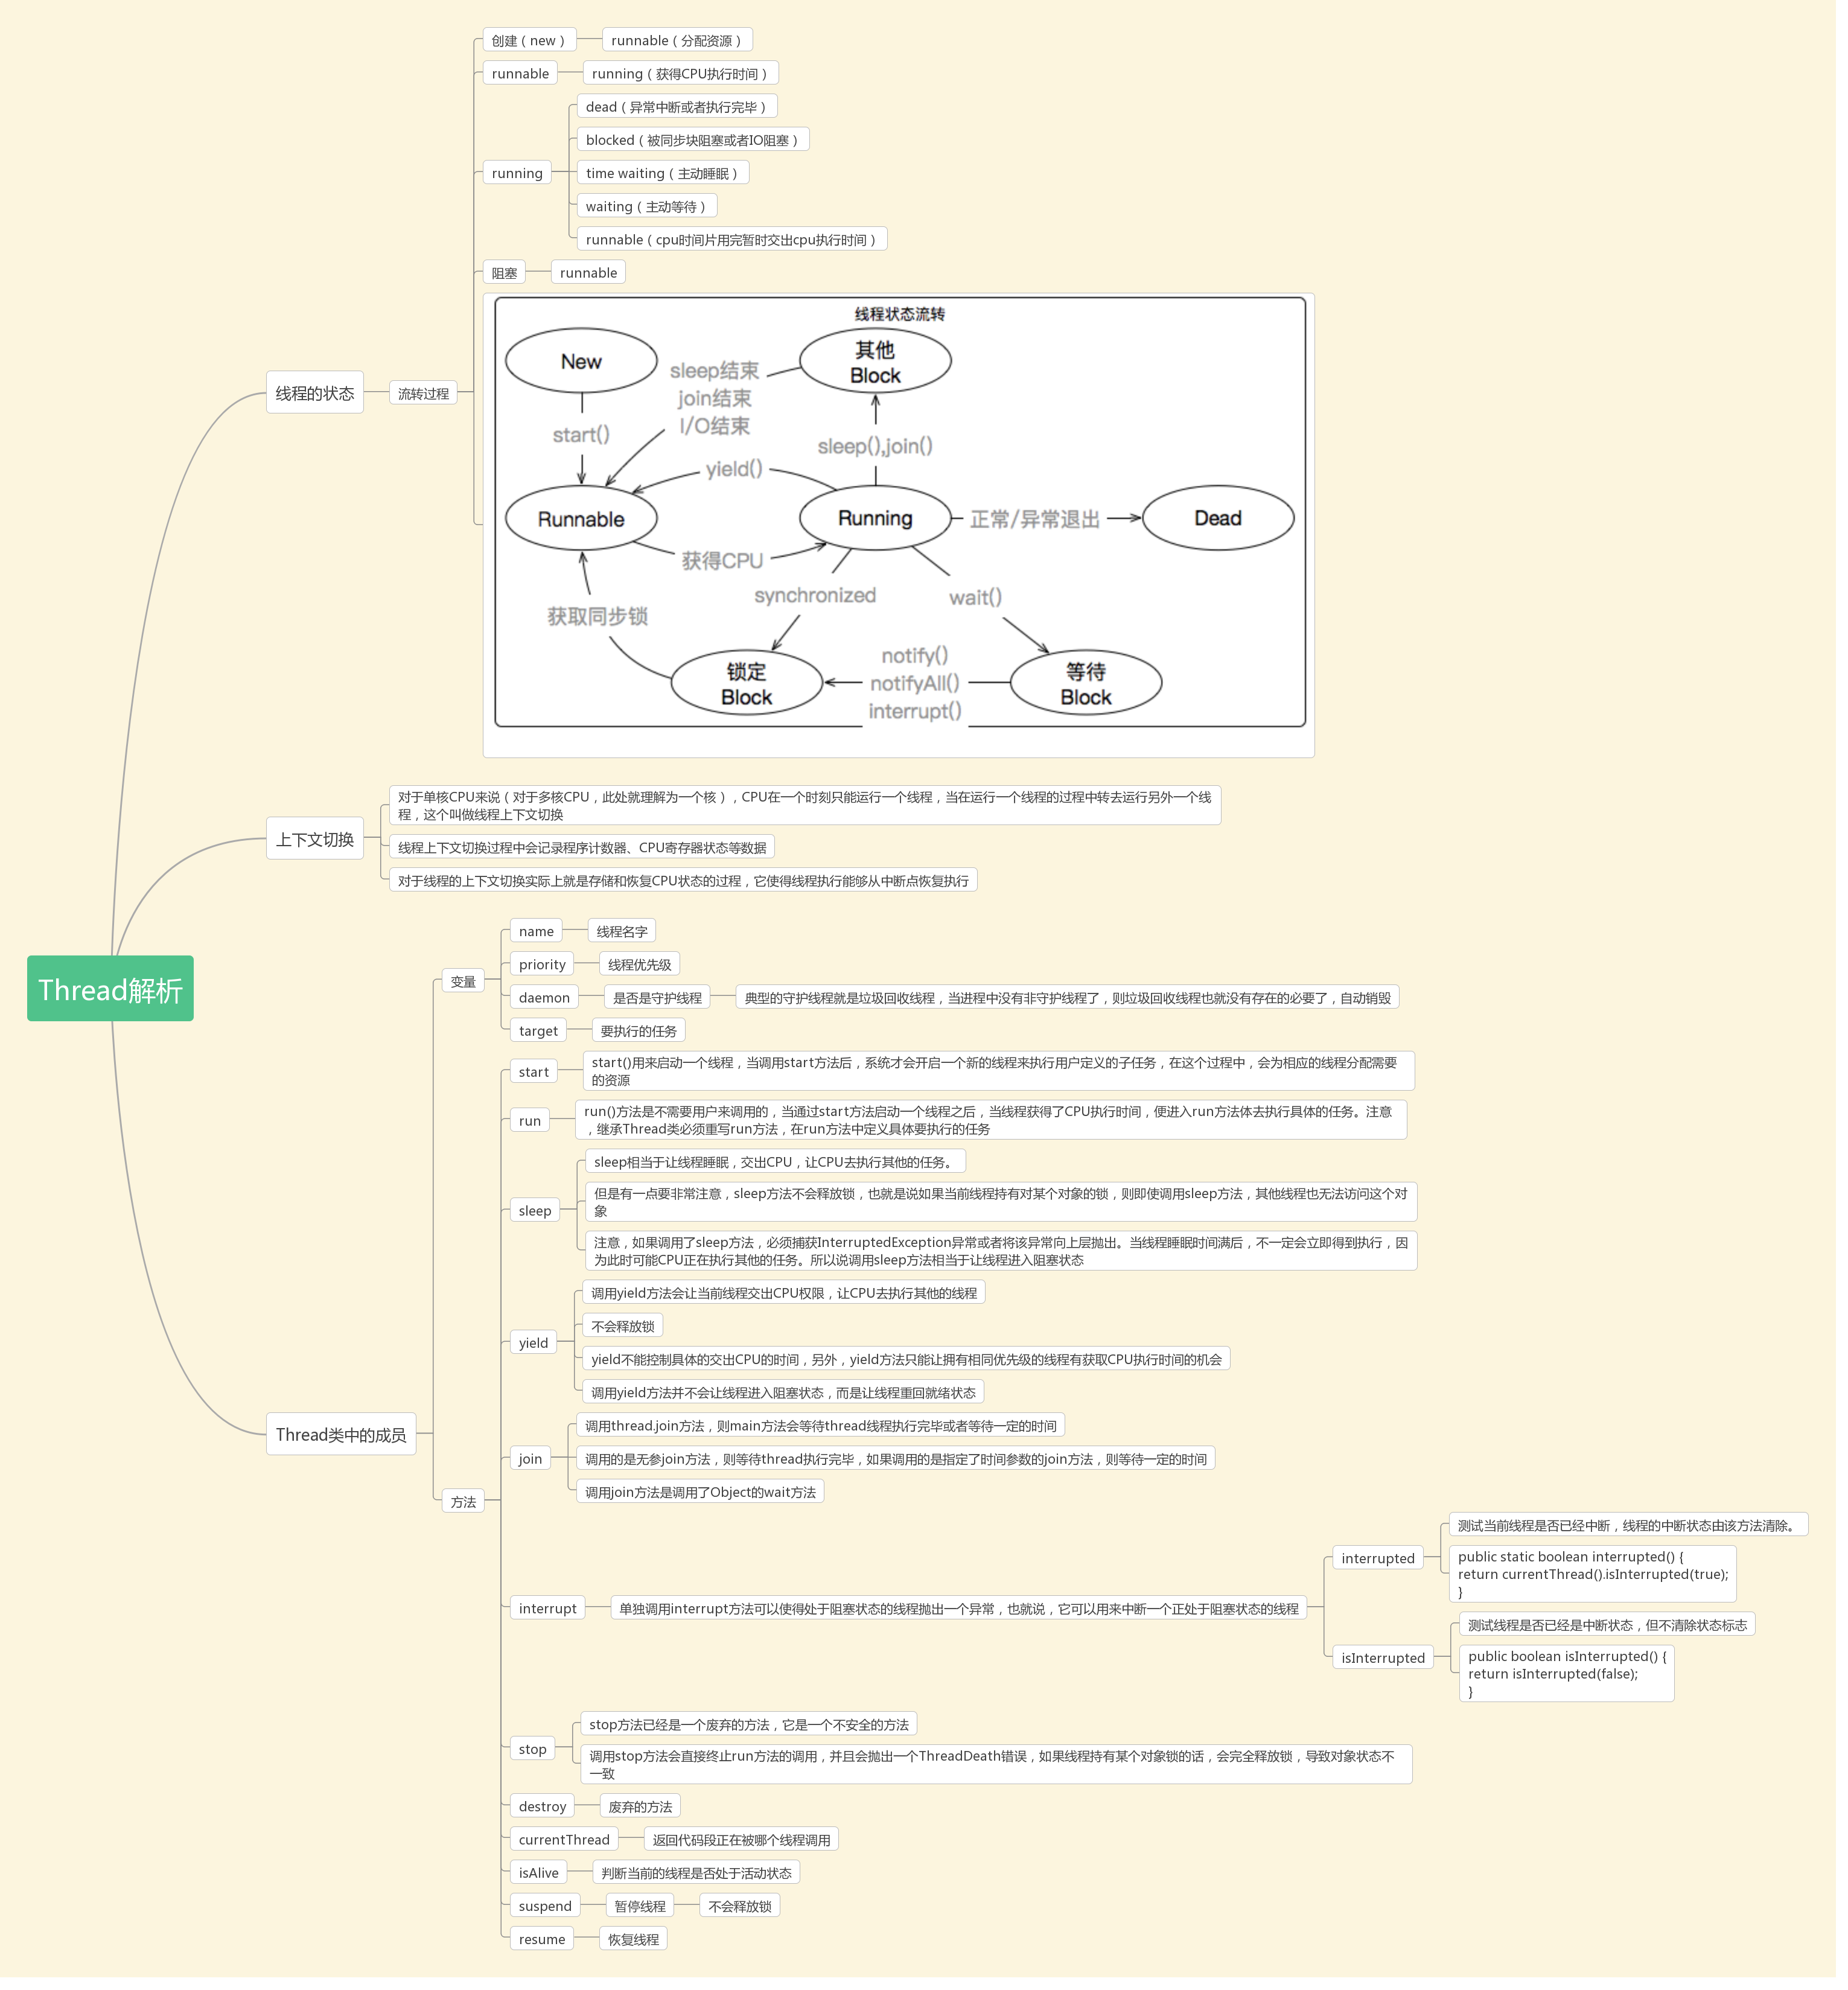 Thread解析
线程的状态
流转过程
创建（new）
runnable（分配资源）
runnable
running（获得CPU执行时间）
running
dead（异常中断或者执行完毕）
blocked（被同步块阻塞或者IO阻塞）
time waiting（主动睡眠）
waiting（主动等待）
runnable（cpu时间片用完暂时交出cpu执行时间）
阻塞
runnable
线程状态流转
New
其他
Block
sleep结束
join结束
I/O结束
start()
sleep(),join()
yield()
Runnable
Running
正常/异常退出
Dead
获得CPU
synchronized
wait()
获取同步锁
锁定
Block
notify()
notifyAll()
interrupt()
等待
Block
上下文切换
对于单核CPU来说（对于多核CPU，此处就理解为一个核），CPU在一个时刻只能运行一个线程，当在运行一个线程的过程中转去运行另外一个线
程，这个叫做线程上下文切换
线程上下文切换过程中会记录程序计数器、CPU寄存器状态等数据
对于线程的上下文切换实际上就是存储和恢复CPU状态的过程，它使得线程执行能够从中断点恢复执行
Thread类中的成员
变量
name
线程名字
priority
线程优先级
daemon
是否是守护线程
典型的守护线程就是垃圾回收线程，当进程中没有非守护线程了，则垃圾回收线程也就没有存在的必要了，自动销毁
target
要执行的任务
方法
start
start()用来启动一个线程，当调用start方法后，系统才会开启一个新的线程来执行用户定义的子任务，在这个过程中，会为相应的线程分配需要
的资源
run
run()方法是不需要用户来调用的，当通过start方法启动一个线程之后，当线程获得了CPU执行时间，便进入run方法体去执行具体的任务。注意
，继承Thread类必须重写run方法，在run方法中定义具体要执行的任务
sleep
sleep相当于让线程睡眠，交出CPU，让CPU去执行其他的任务。
但是有一点要非常注意，sleep方法不会释放锁，也就是说如果当前线程持有对某个对象的锁，则即使调用sleep方法，其他线程也无法访问这个对
象
注意，如果调用了sleep方法，必须捕获InterruptedException异常或者将该异常向上层抛出。当线程睡眠时间满后，不一定会立即得到执行，因
为此时可能CPU正在执行其他的任务。所以说调用sleep方法相当于让线程进入阻塞状态
yield
调用yield方法会让当前线程交出CPU权限，让CPU去执行其他的线程
不会释放锁
yield不能控制具体的交出CPU的时间，另外，yield方法只能让拥有相同优先级的线程有获取CPU执行时间的机会
调用yield方法并不会让线程进入阻塞状态，而是让线程重回就绪状态
join
调用thread.join方法，则main方法会等待thread线程执行完毕或者等待一定的时间
调用的是无参join方法，则等待thread执行完毕，如果调用的是指定了时间参数的join方法，则等待一定的时间
调用join方法是调用了Object的wait方法
interrupt
单独调用interrupt方法可以使得处于阻塞状态的线程抛出一个异常，也就说，它可以用来中断一个正处于阻塞状态的线程
interrupted
测试当前线程是否已经中断，线程的中断状态由该方法清除。
public static boolean interrupted() {
return currentThread().isInterrupted(true);
}
isInterrupted
测试线程是否已经是中断状态，但不清除状态标志
public boolean isInterrupted() {
return isInterrupted(false);
}
stop
stop方法已经是一个废弃的方法，它是一个不安全的方法
调用stop方法会直接终止run方法的调用，并且会抛出一个ThreadDeath错误，如果线程持有某个对象锁的话，会完全释放锁，导致对象状态不
一致
destroy
废弃的方法
currentThread
返回代码段正在被哪个线程调用
isAlive
判断当前的线程是否处于活动状态
suspend
暂停线程
不会释放锁
resume
恢复线程